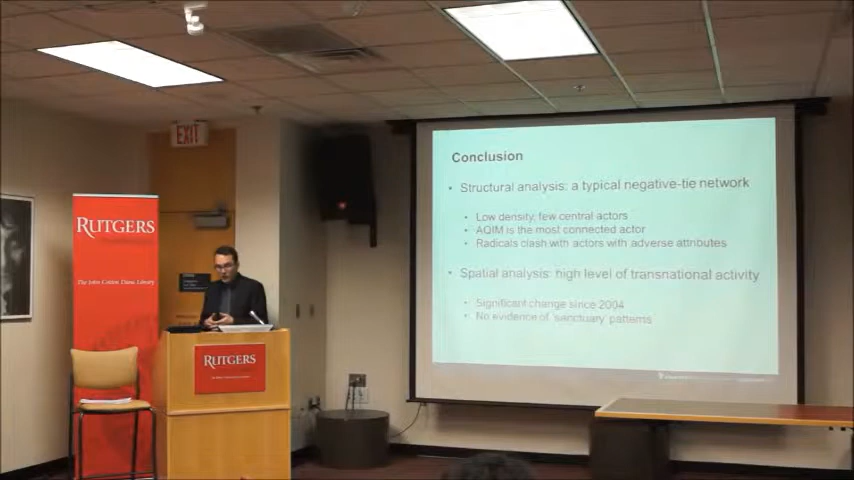 EXIT
RUTGERS
The John Cotton Dana Library
RUTGERS
Conclusion
• Structural analysis: a typical negative-tie network
• Low density, few central actors
• AQIM is the most connected actor
• Radicals clash with actors with adverse attributes
• Spatial analysis: high level of transnational activity
• Significant change since 2004
• No evidence of 'sanctuary' patterns